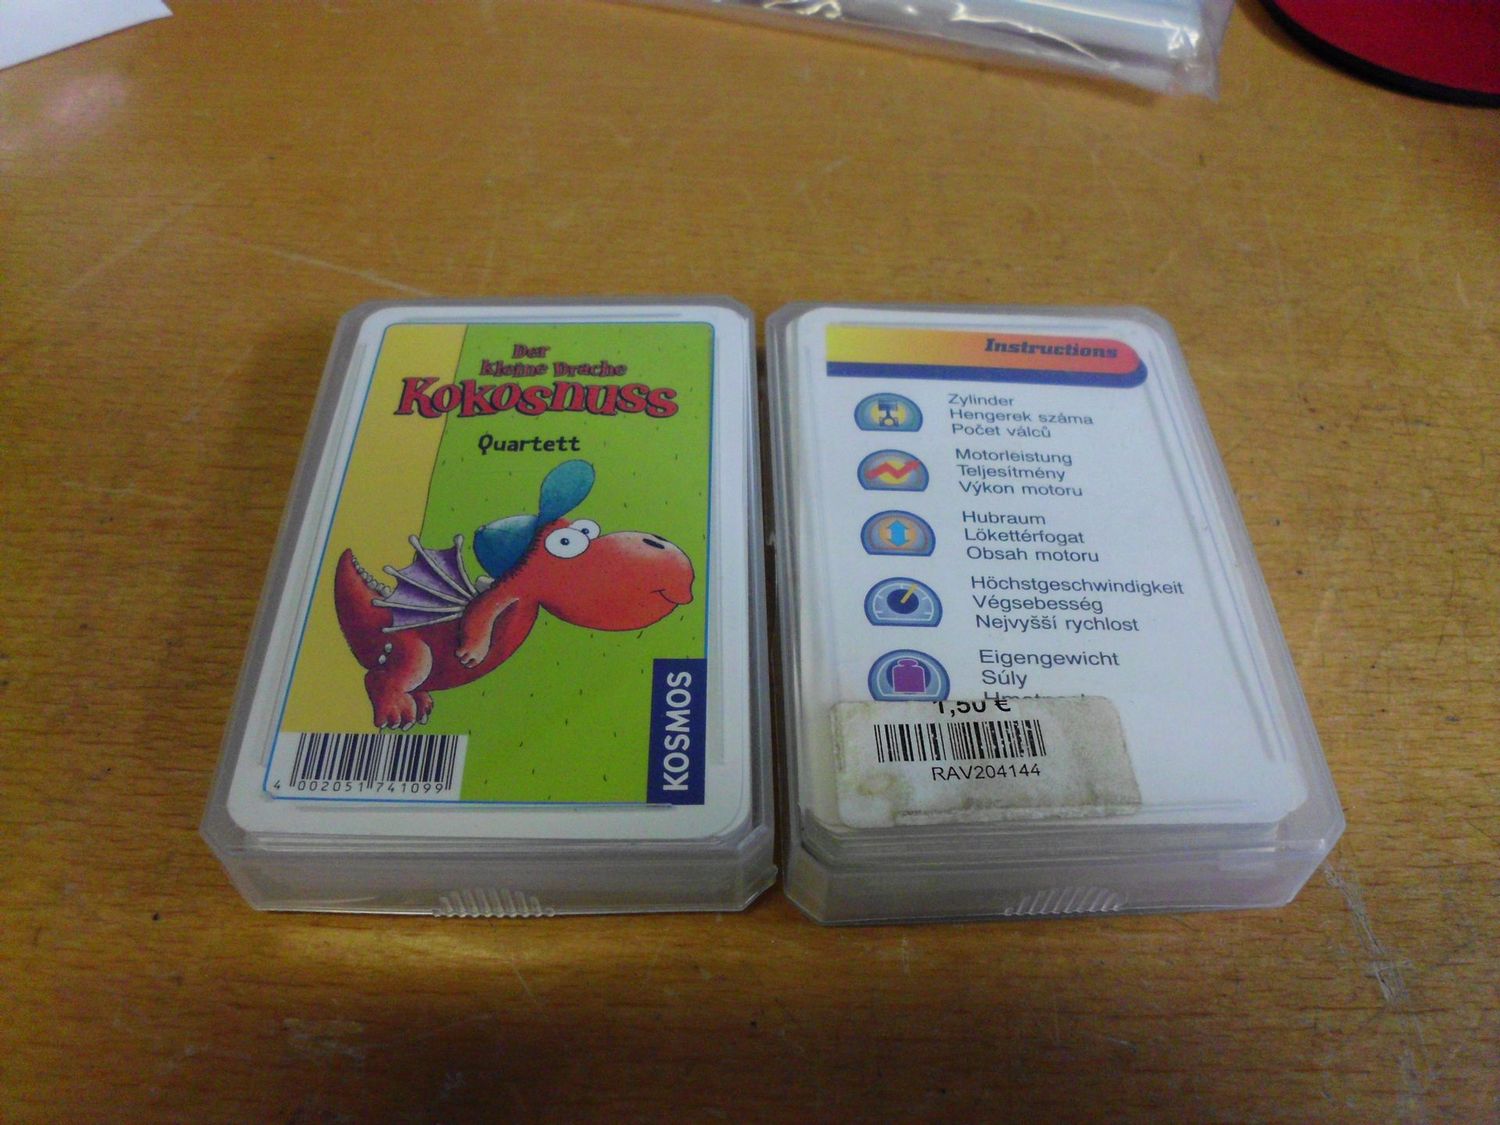 Der
kleine Drache
Kokosnuss
Quartett
KOSMOS
4 002051 741099
Instructions
Zylinder
Hengerek száma
Počet válců
Motorleistung
Teljesítmény
Výkon motoru
Hubraum
Lökettérfogat
Obsah motoru
Höchstgeschwindigkeit
Végsebesség
Nejvyšší rychlost
Eigengewicht
Súly
1,50 €
RAV204144